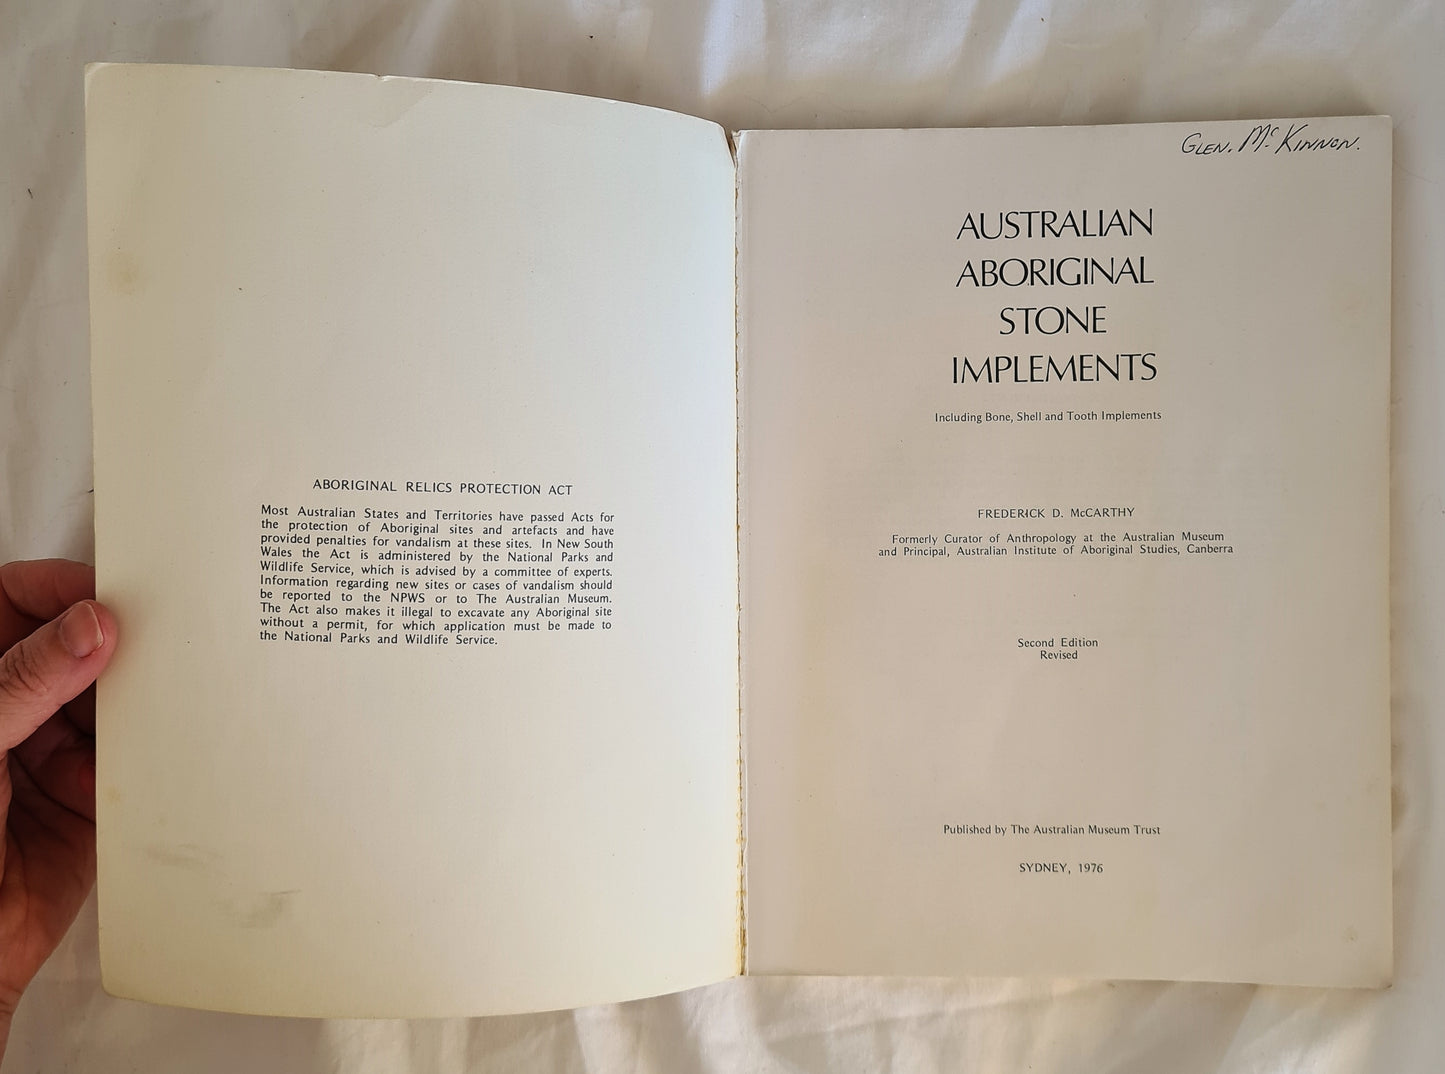 ABORIGINAL RELICS PROTECTION ACT
Most Australian States and Territories have passed Acts for
the protection of Aboriginal sites and artefacts and have
provided penalties for vandalism at these sites. In New South
Wales the Act is administered by the National Parks and
Wildlife Service, which is advised by a committee of experts.
Information regarding new sites or cases of vandalism should
be reported to the NPWS or to The Australian Museum.
The Act also makes it illegal to excavate any Aboriginal site
without a permit, for which application must be made to
the National Parks and Wildlife Service.
GLEN. Mc KINNON.
AUSTRALIAN
ABORIGINAL
STONE
IMPLEMENTS
Including Bone, Shell and Tooth Implements
FREDERICK D. McCARTHY
Formerly Curator of Anthropology at the Australian Museum
and Principal, Australian Institute of Aboriginal Studies, Canberra
Second Edition
Revised
Published by The Australian Museum Trust
SYDNEY, 1976